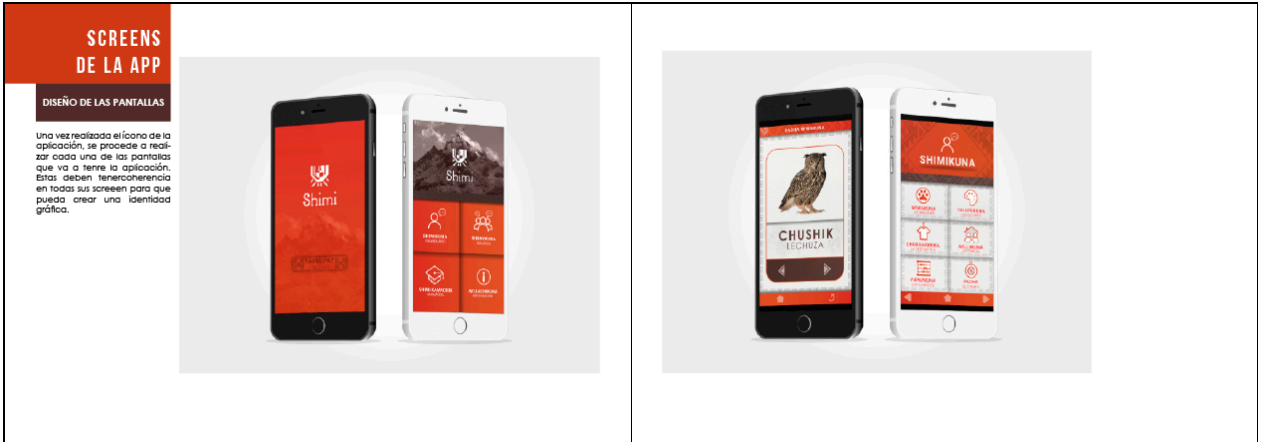 SCREENS
DE LA APP
DISEÑO DE LAS PANTALLAS
Una vez realizada el ícono de la
aplicación, se procede a reali-
zar cada una de las pantallas
que va a tenre la aplicación.
Estas deben tenercoherencia
en todas sus screeen para que
pueda crear una identidad
gráfica.
Shimi
Shimi
SHIMIKUNA
CHUSHIK
LECHUZA
SHIMIKUNA